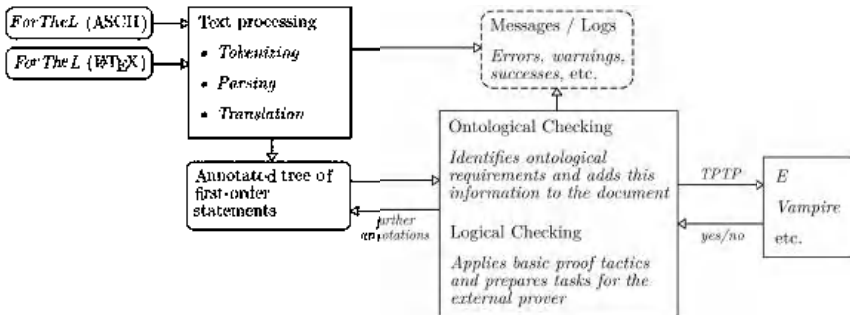 ForTheL (ASCII)
ForTheL (LATEX)
Text processing
• Tokenizing
• Parsing
• Translation
Messages / Logs
Errors, warnings,
successes, etc.
Annotated tree of
first-order
statements
further
annotations
Ontological Checking
Identifies ontological
requirements and adds this
information to the document
Logical Checking
Applies basic proof tactics
and prepares tasks for the
external prover
TPTP
yes/no
E
Vampire
etc.